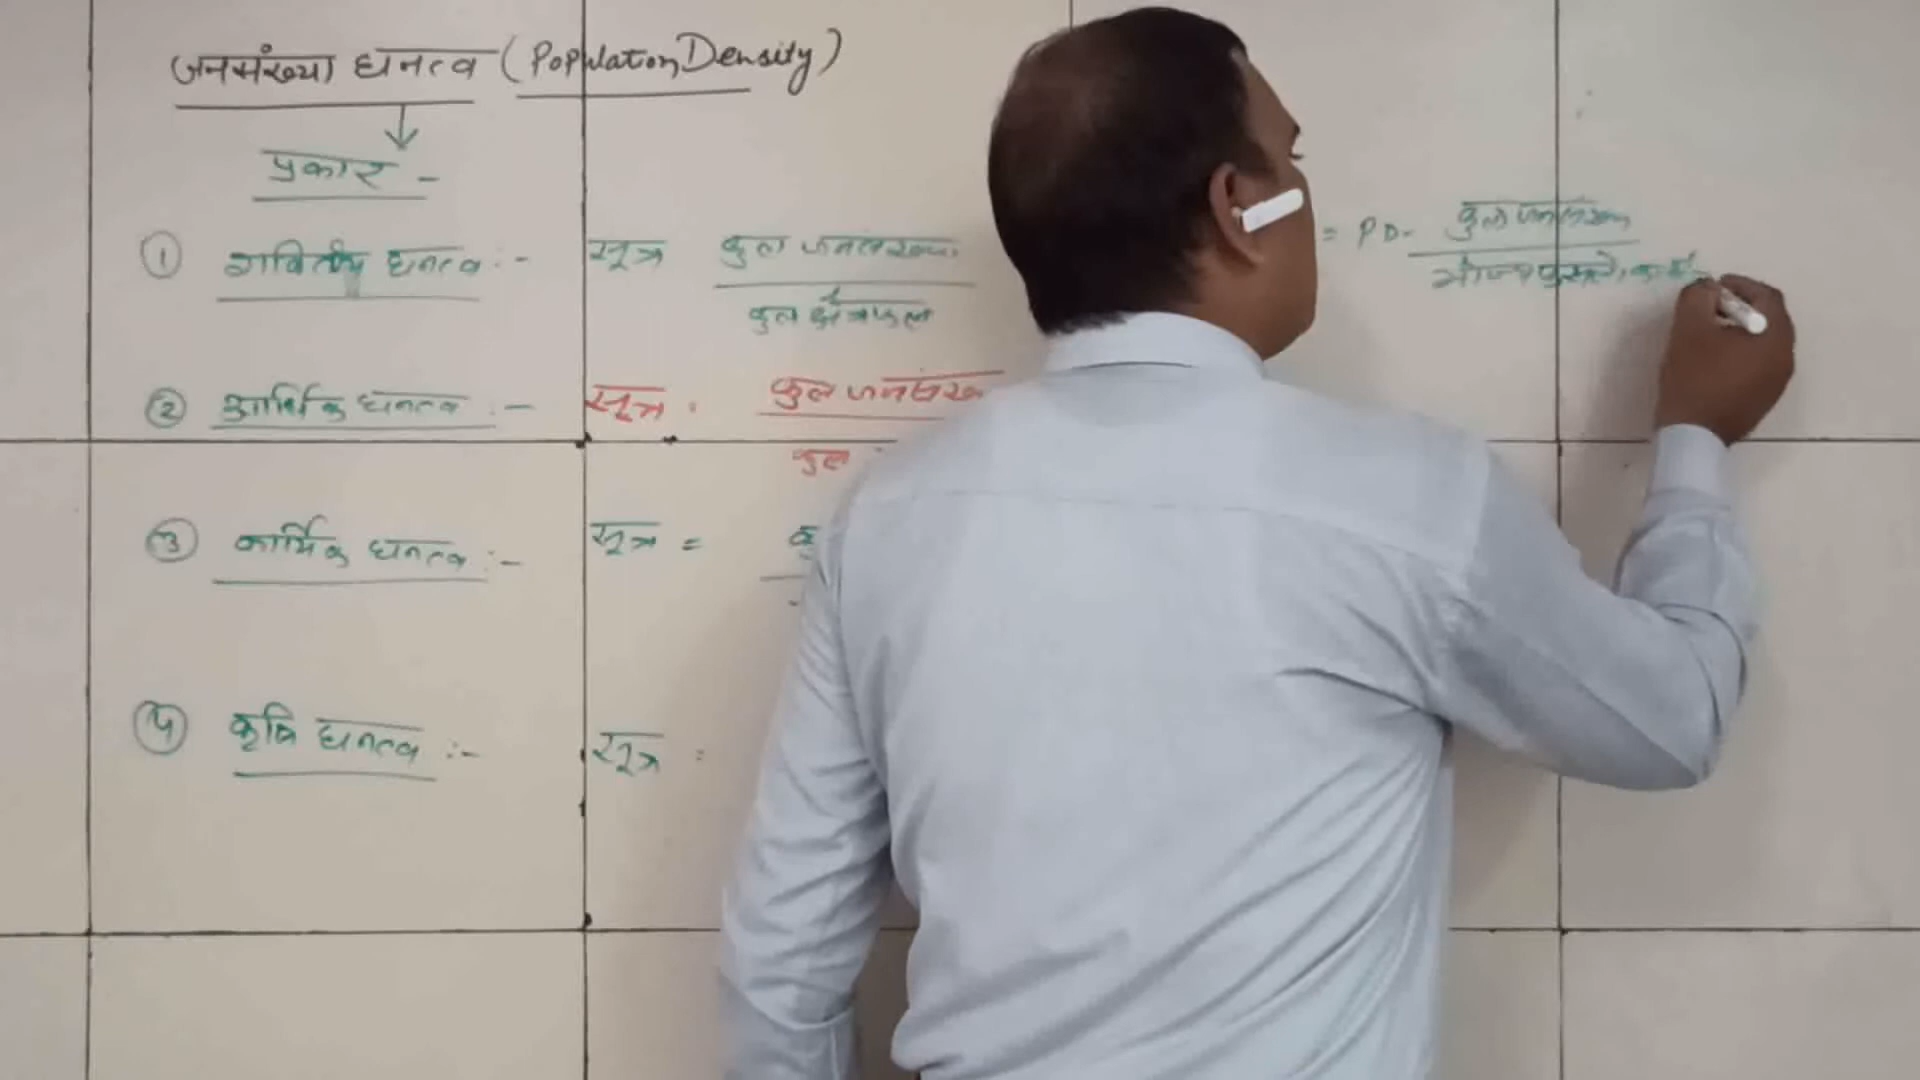 जनसंख्या घनत्व (Population Density)
प्रकार -
① गणितीय घनत्व :- सूत्र कुल जनसंख्या
कुल क्षेत्रफल
② आर्थिक घनत्व :- सूत्र कुल जनसंख्या
कुल
③ कार्मिक घनत्व :- सूत्र =
④ कृषि घनत्व :- सूत्र :
= PD- कुल जनसंख्या